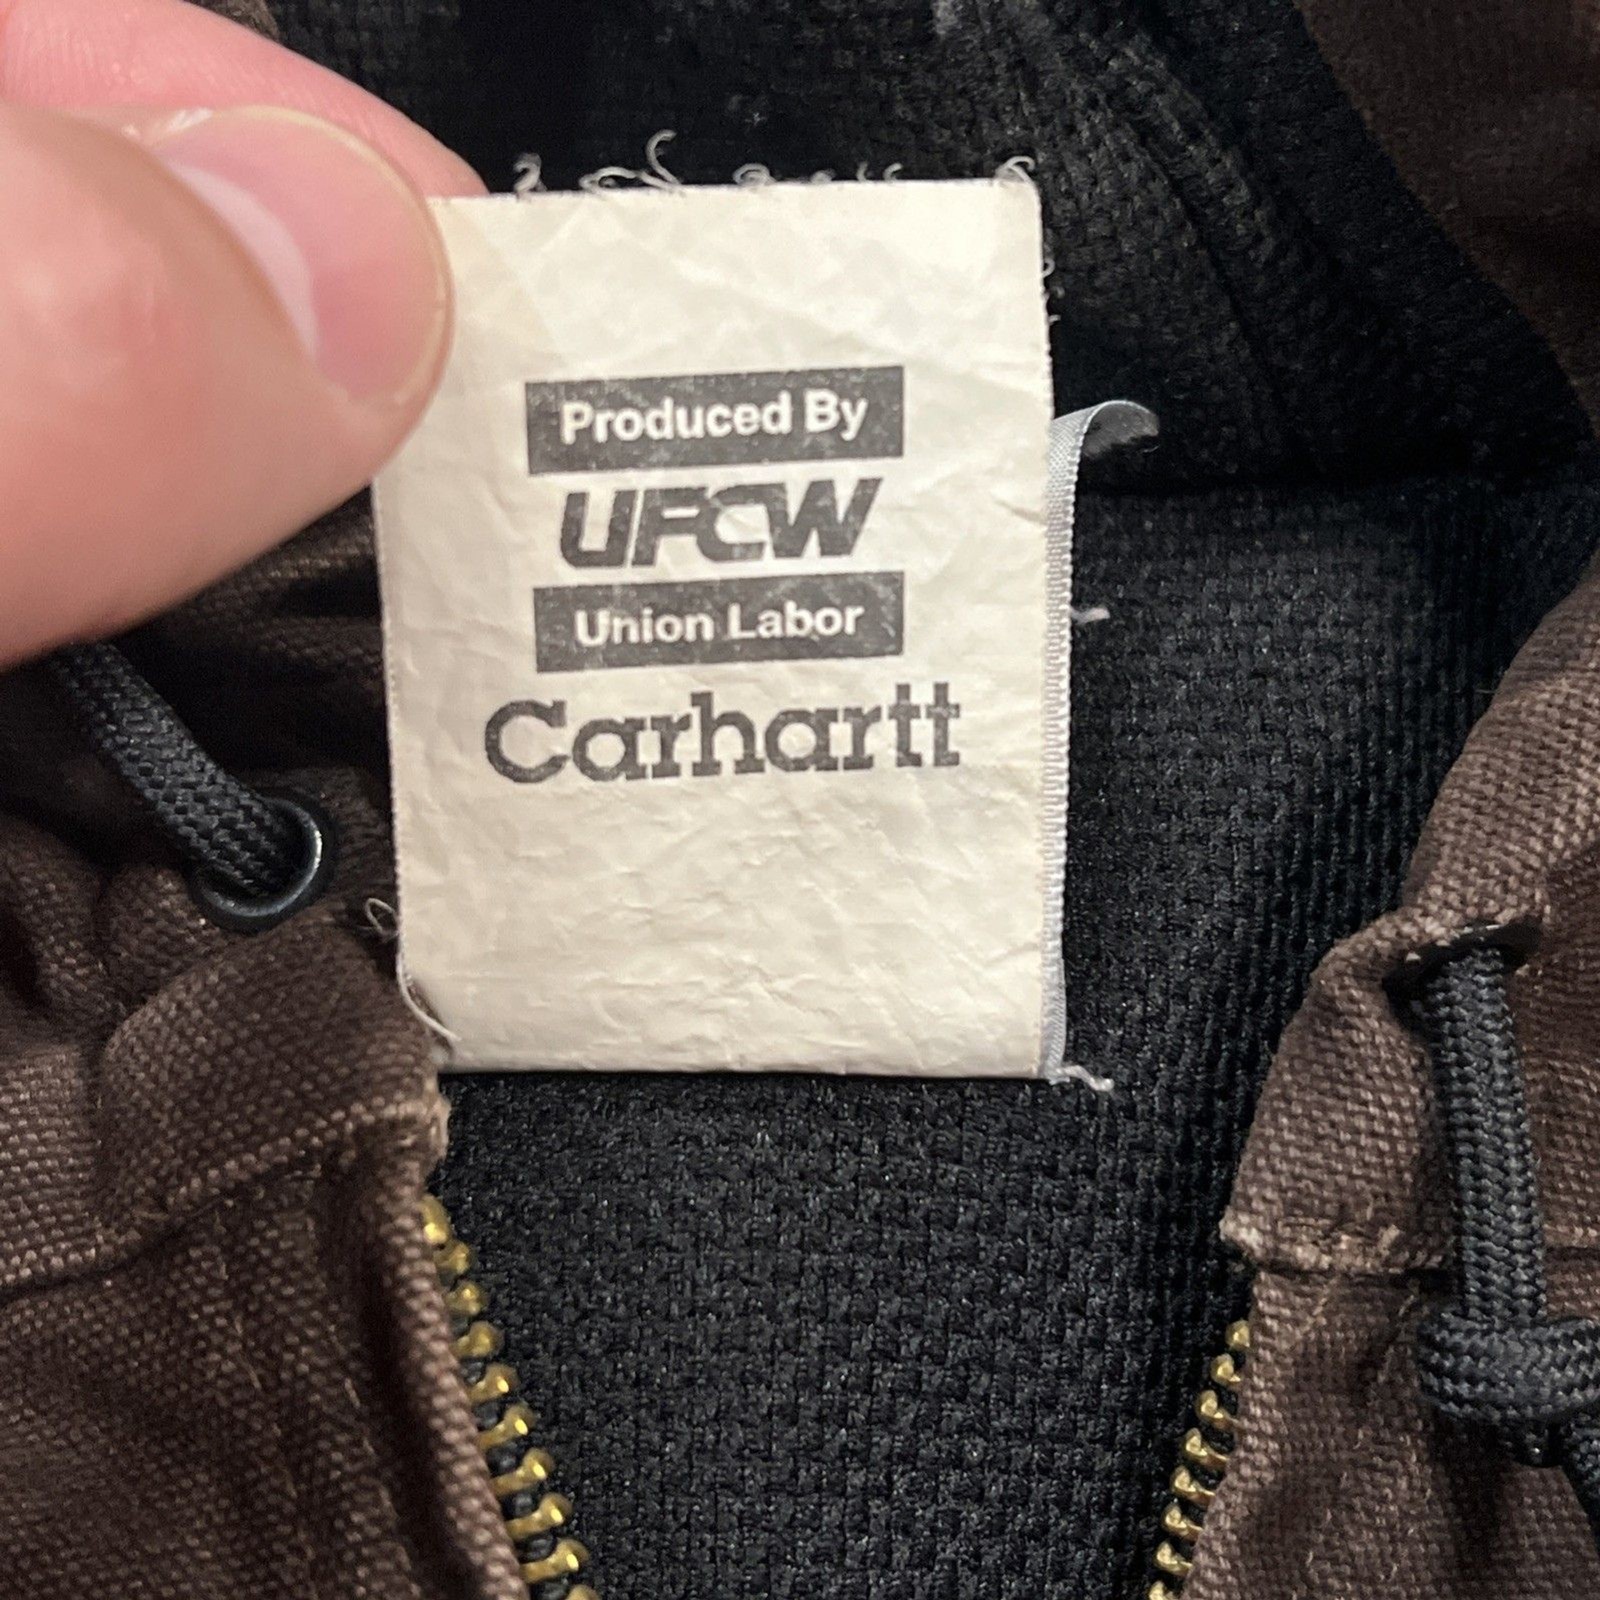 Produced By
UFCW
Union Labor
Carhartt